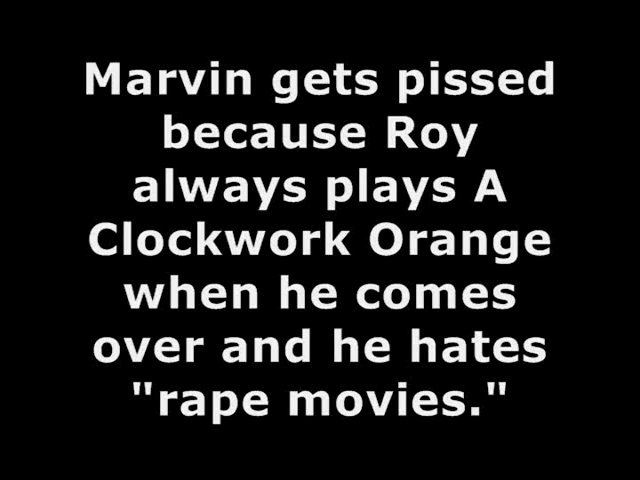 Marvin gets pissed
because Roy
always plays A
Clockwork Orange
when he comes
over and he hates
"rape movies."